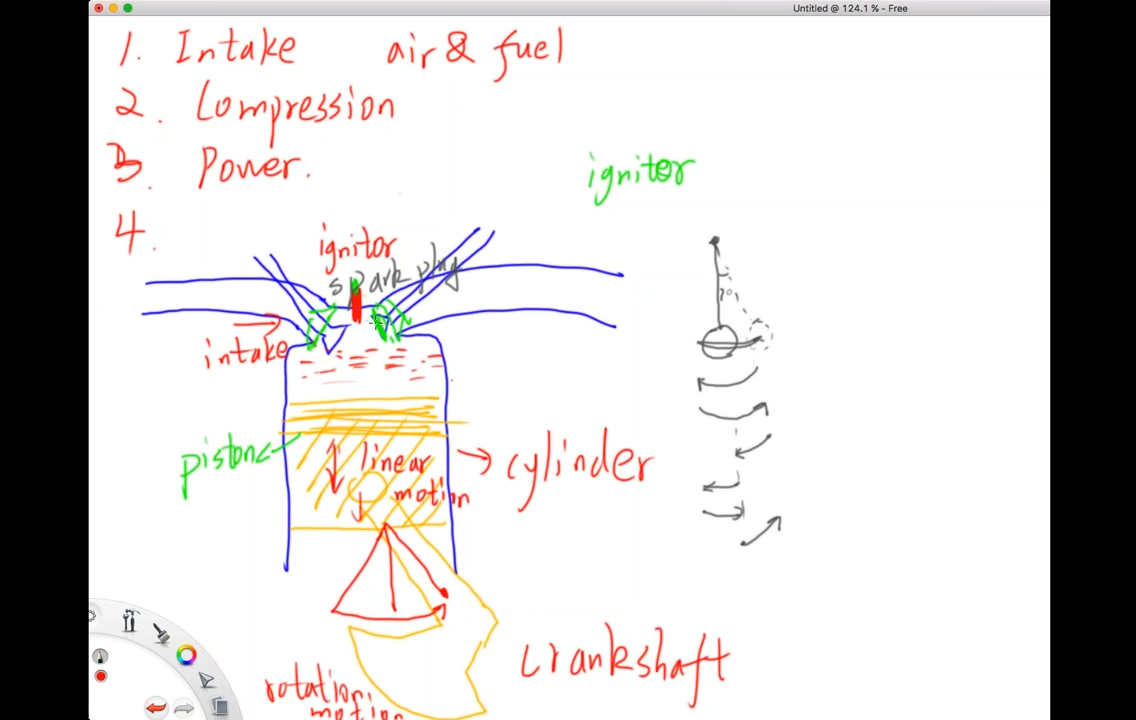 Untitled @ 124.1 % - Free
1. Intake air & fuel
2. Compression
3. Power.
4.
ignitor
ignitor
spark plug
intake
piston
linear
motion
cylinder
crankshaft
rotation
motion